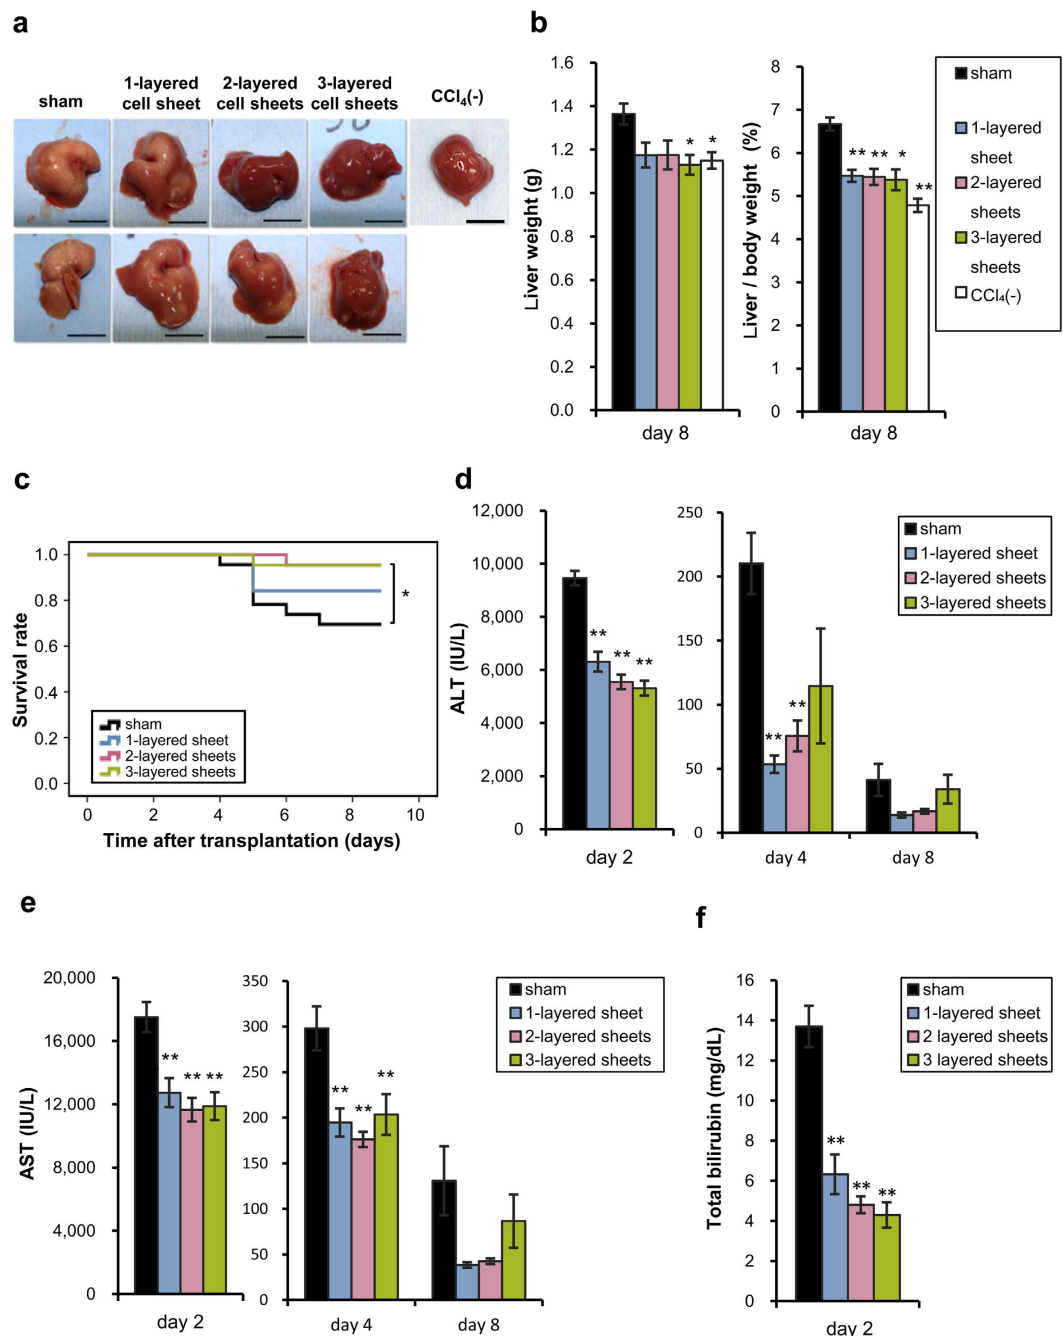 a
sham
1-layered
cell sheet
2-layered
cell sheets
3-layered
cell sheets
CCl₄(-)
b
Liver weight (g)
1.6
1.4
1.2
1.0
0.8
0.6
0.4
0.2
0.0
* *
day 8
Liver / body weight (%)
8
7
6
5
4
3
2
1
0
** ** * **
day 8
sham
1-layered
sheet
2-layered
sheets
3-layered
sheets
CCl₄(-)
c
Survival rate
1.0
0.8
0.6
0.4
0.2
0.0
*
sham
1-layered sheet
2-layered sheets
3-layered sheets
0 2 4 6 8 10
Time after transplantation (days)
d
ALT (IU/L)
12,000
10,000
8,000
6,000
4,000
2,000
0
** ** **
day 2
250
200
150
100
50
0
** **
day 4 day 8
sham
1-layered sheet
2-layered sheets
3-layered sheets
e
AST (IU/L)
20,000
16,000
12,000
8,000
4,000
0
** ** **
day 2
350
300
250
200
150
100
50
0
** ** **
day 4 day 8
sham
1-layered sheet
2-layered sheets
3-layered sheets
f
Total bilirubin (mg/dL)
16
14
12
10
8
6
4
2
0
** ** **
day 2
sham
1-layered sheet
2 layered sheets
3 layered sheets